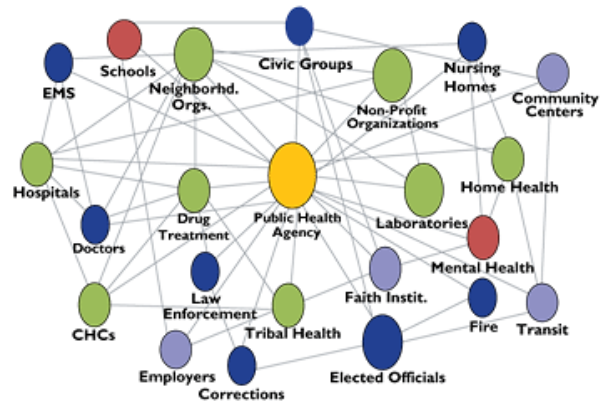 Schools
Civic Groups
EMS
Neighborhd.
Orgs.
Nursing
Homes
Community
Centers
Non-Profit
Organizations
Hospitals
Home Health
Drug
Treatment
Public Health
Agency
Laboratories
Doctors
Mental Health
Law
Enforcement
Faith Instit.
CHCs
Tribal Health
Fire
Transit
Employers
Corrections
Elected Officials